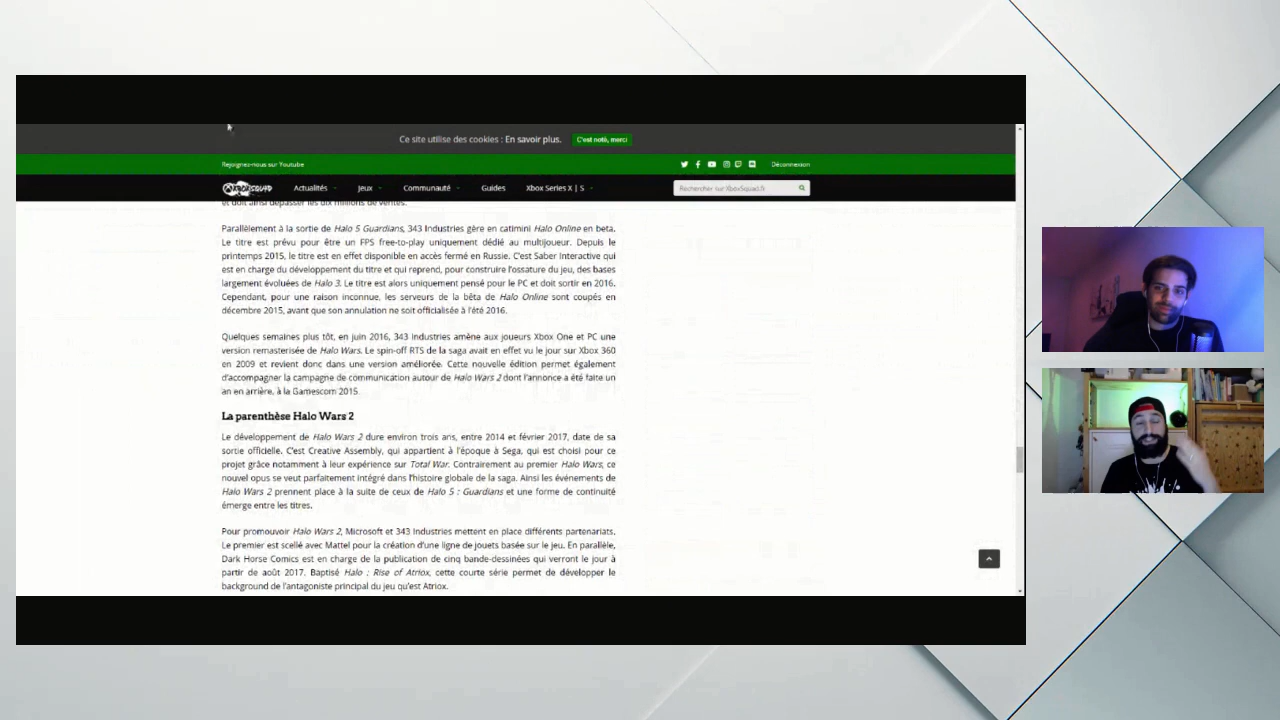 Ce site utilise des cookies : En savoir plus.
C'est noté, merci
Rejoignez-nous sur Youtube
Déconnexion
XBOXSQUAD
Actualités
Jeux
Communauté
Guides
Xbox Series X | S
Rechercher sur XboxSquad.fr
et doit ainsi dépasser les dix millions de ventes.
Parallèlement à la sortie de Halo 5 Guardians, 343 Industries gère en catimini Halo Online en beta.
Le titre est prévu pour être un FPS free-to-play uniquement dédié au multijoueur. Depuis le
printemps 2015, le titre est en effet disponible en accès fermé en Russie. C'est Saber Interactive qui
est en charge du développement du titre et qui reprend, pour construire l'ossature du jeu, des bases
largement évoluées de Halo 3. Le titre est alors uniquement pensé pour le PC et doit sortir en 2016.
Cependant, pour une raison inconnue, les serveurs de la bêta de Halo Online sont coupés en
décembre 2015, avant que son annulation ne soit officialisée à l'été 2016.
Quelques semaines plus tôt, en juin 2016, 343 Industries amène aux joueurs Xbox One et PC une
version remasterisée de Halo Wars. Le spin-off RTS de la saga avait en effet vu le jour sur Xbox 360
en 2009 et revient donc dans une version améliorée. Cette nouvelle édition permet également
d'accompagner la campagne de communication autour de Halo Wars 2 dont l'annonce a été faite un
an en arrière, à la Gamescom 2015.
La parenthèse Halo Wars 2
Le développement de Halo Wars 2 dure environ trois ans, entre 2014 et février 2017, date de sa
sortie officielle. C'est Creative Assembly, qui appartient à l'époque à Sega, qui est choisi pour ce
projet grâce notamment à leur expérience sur Total War. Contrairement au premier Halo Wars, ce
nouvel opus se veut parfaitement intégré dans l'histoire globale de la saga. Ainsi les événements de
Halo Wars 2 prennent place à la suite de ceux de Halo 5 : Guardians et une forme de continuité
émerge entre les titres.
Pour promouvoir Halo Wars 2, Microsoft et 343 Industries mettent en place différents partenariats.
Le premier est scellé avec Mattel pour la création d'une ligne de jouets basée sur le jeu. En parallèle,
Dark Horse Comics est en charge de la publication de cinq bande-dessinées qui verront le jour à
partir de août 2017. Baptisé Halo : Rise of Atriox, cette courte série permet de développer le
background de l'antagoniste principal du jeu qu'est Atriox.